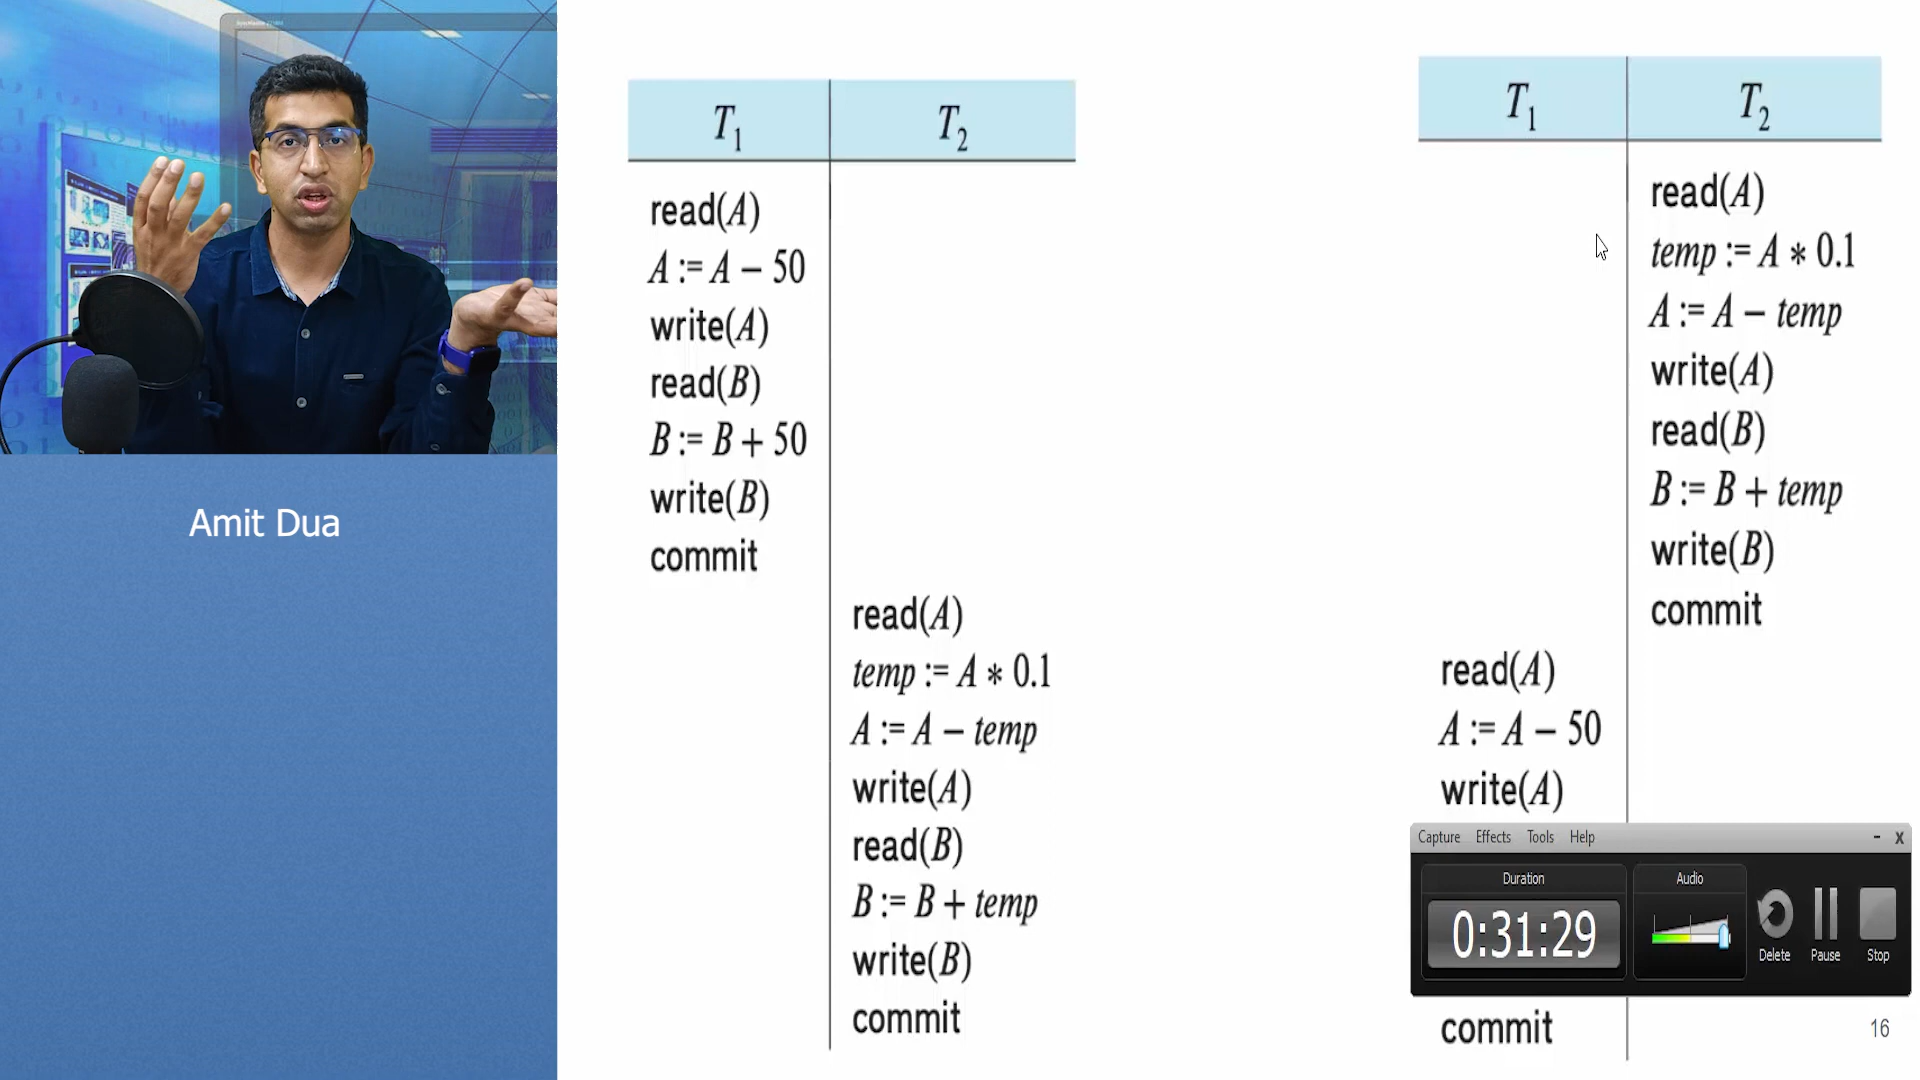 Amit Dua
T1 T2
read(A)
A := A − 50
write(A)
read(B)
B := B + 50
write(B)
commit
read(A)
temp := A * 0.1
A := A − temp
write(A)
read(B)
B := B + temp
write(B)
commit
T1 T2
read(A)
temp := A * 0.1
A := A − temp
write(A)
read(B)
B := B + temp
write(B)
commit
read(A)
A := A − 50
write(A)
Capture Effects Tools Help - X
Duration Audio
0:31:29
Delete Pause Stop
commit
16